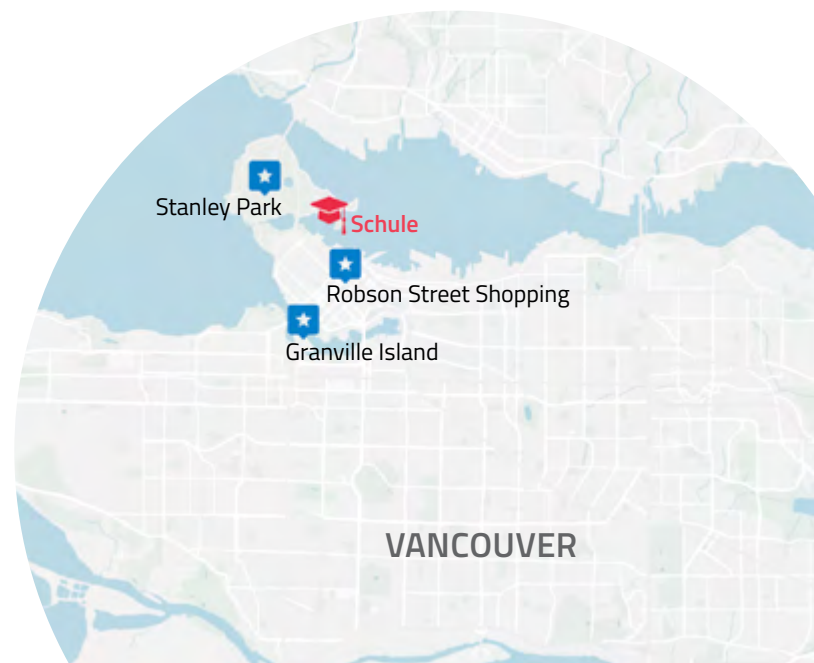 Stanley Park
Schule
Robson Street Shopping
Granville Island
VANCOUVER